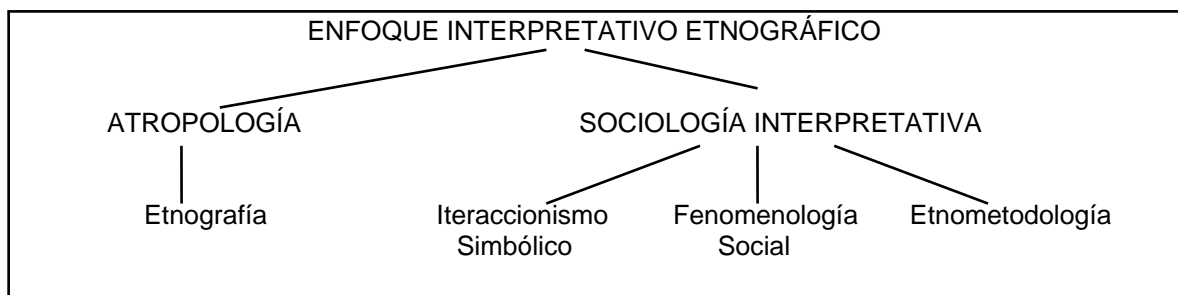 ENFOQUE INTERPRETATIVO ETNOGRÁFICO
ATROPOLOGÍA SOCIOLOGÍA INTERPRETATIVA
Etnografía Iteraccionismo Fenomenología Etnometodología
Simbólico Social